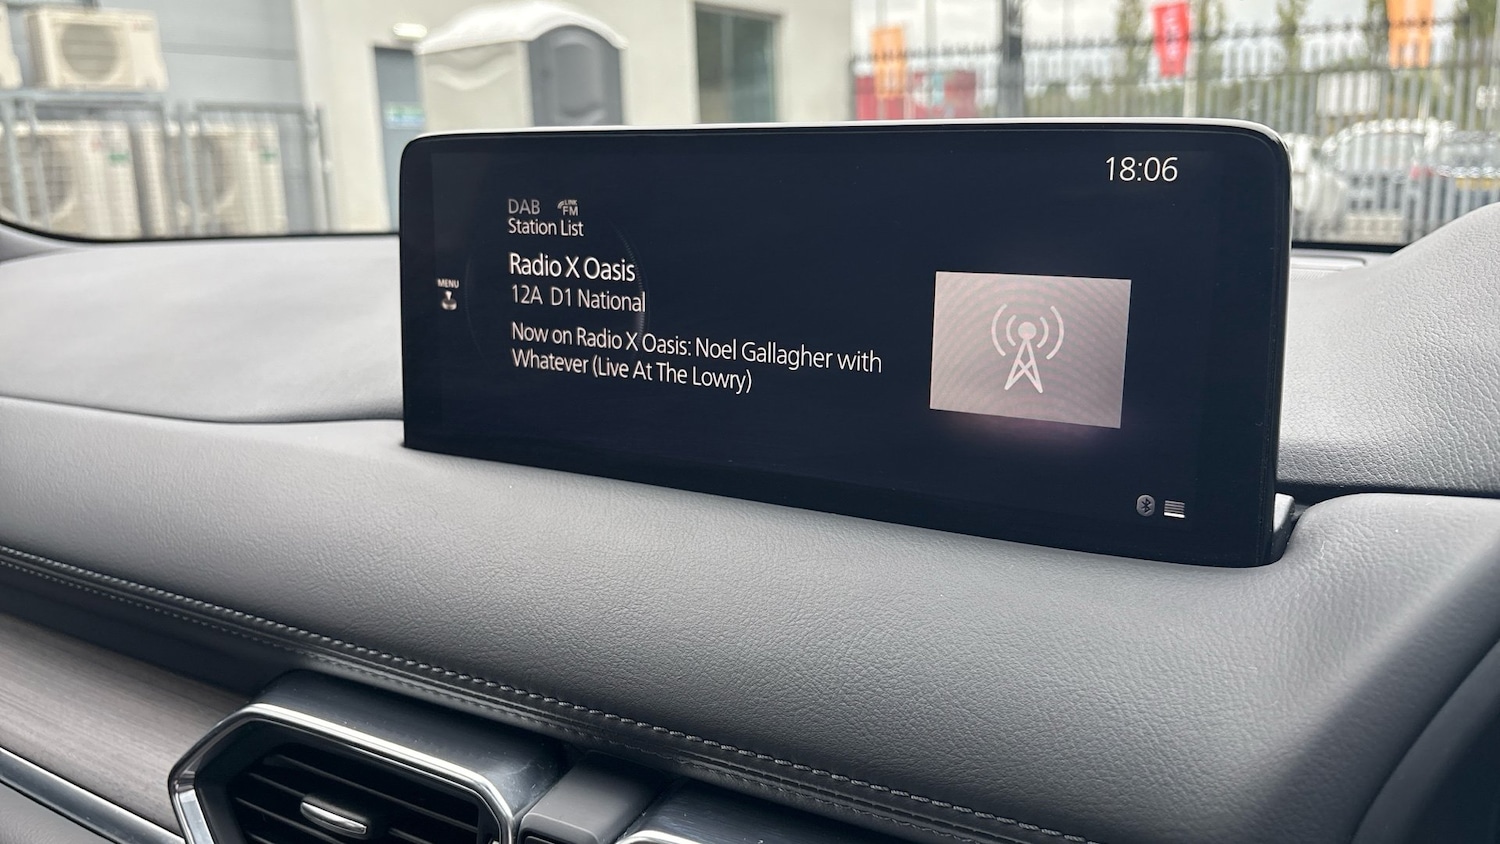 18:06
DAB LINK FM
Station List
Radio X Oasis
12A D1 National
MENU
Now on Radio X Oasis: Noel Gallagher with
Whatever (Live At The Lowry)